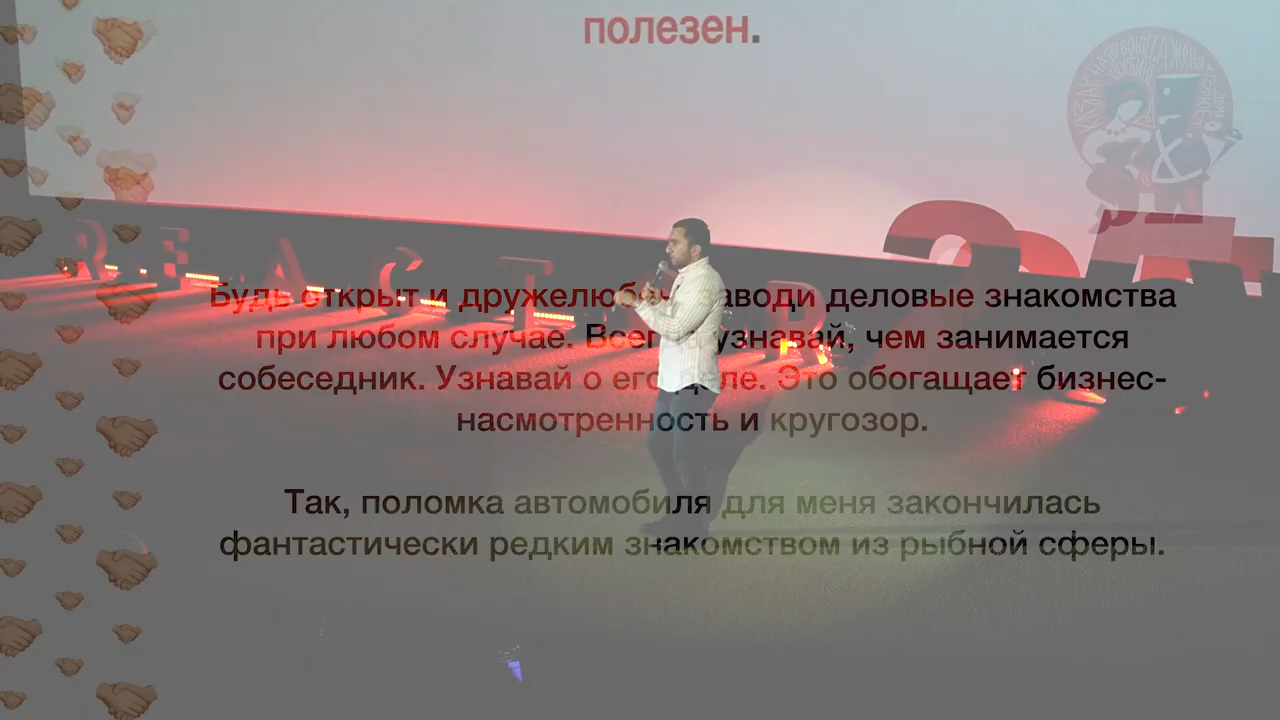 полезен.
REACTOR
Будь открыт и дружелюбен, заводи деловые знакомства
при любом случае. Всегда узнавай, чем занимается
собеседник. Узнавай о его деле. Это обогащает бизнес-
насмотренность и кругозор.
Так, поломка автомобиля для меня закончилась
фантастически редким знакомством из рыбной сферы.